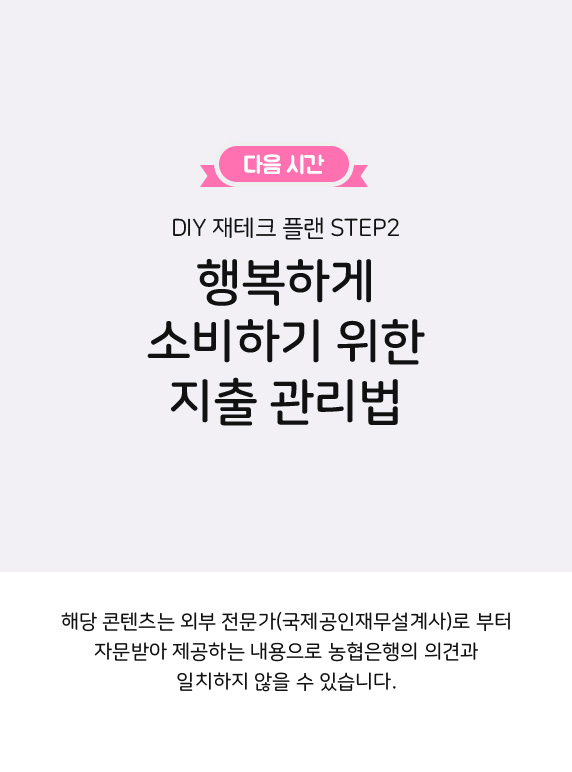 다음 시간
DIY 재테크 플랜 STEP2
행복하게
소비하기 위한
지출 관리법
해당 콘텐츠는 외부 전문가(국제공인재무설계사)로 부터
자문받아 제공하는 내용으로 농협은행의 의견과
일치하지 않을 수 있습니다.